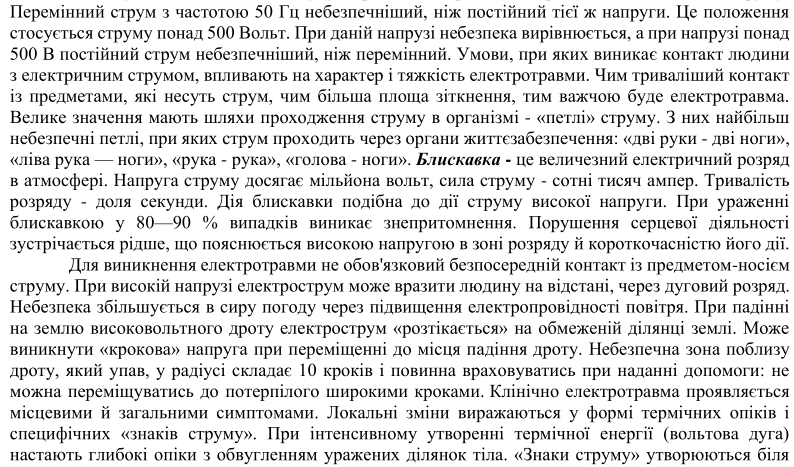 Перемінний струм з частотою 50 Гц небезпечніший, ніж постійний тієї ж напруги. Це положення
стосується струму понад 500 Вольт. При даній напрузі небезпека вирівнюється, а при напрузі понад
500 В постійний струм небезпечніший, ніж перемінний. Умови, при яких виникає контакт людини
з електричним струмом, впливають на характер і тяжкість електротравми. Чим триваліший контакт
із предметами, які несуть струм, чим більша площа зіткнення, тим важчою буде електротравма.
Велике значення мають шляхи проходження струму в організмі - «петлі» струму. З них найбільш
небезпечні петлі, при яких струм проходить через органи життєзабезпечення: «дві руки - дві ноги»,
«ліва рука — ноги», «рука - рука», «голова - ноги». Блискавка - це величезний електричний розряд
в атмосфері. Напруга струму досягає мільйона вольт, сила струму - сотні тисяч ампер. Тривалість
розряду - доля секунди. Дія блискавки подібна до дії струму високої напруги. При ураженні
блискавкою у 80—90 % випадків виникає знепритомнення. Порушення серцевої діяльності
зустрічається рідше, що пояснюється високою напругою в зоні розряду й короткочасністю його дії.
Для виникнення електротравми не обов'язковий безпосередній контакт із предметом-носієм
струму. При високій напрузі електрострум може вразити людину на відстані, через дуговий розряд.
Небезпека збільшується в сиру погоду через підвищення електропровідності повітря. При падінні
на землю високовольтного дроту електрострум «розтікається» на обмеженій ділянці землі. Може
виникнути «крокова» напруга при переміщенні до місця падіння дроту. Небезпечна зона поблизу
дроту, який упав, у радіусі складає 10 кроків і повинна враховуватись при наданні допомоги: не
можна переміщуватись до потерпілого широкими кроками. Клінічно електротравма проявляється
місцевими й загальними симптомами. Локальні зміни виражаються у формі термічних опіків і
специфічних «знаків струму». При інтенсивному утворенні термічної енергії (вольтова дуга)
настають глибокі опіки з обвугленням уражених ділянок тіла. «Знаки струму» утворюються біля